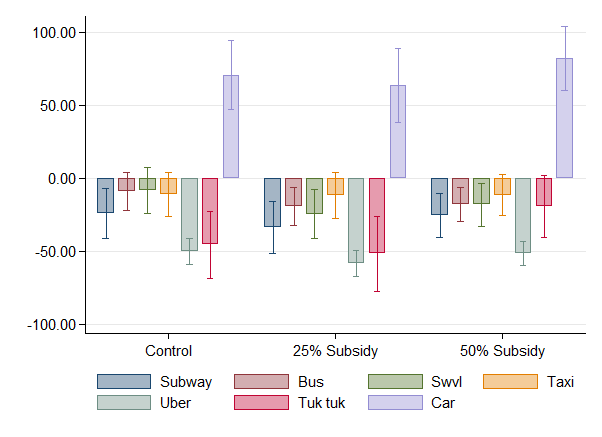 100.00
50.00
0.00
-50.00
-100.00
Control 25% Subsidy 50% Subsidy
Subway Bus Swvl Taxi
Uber Tuk tuk Car